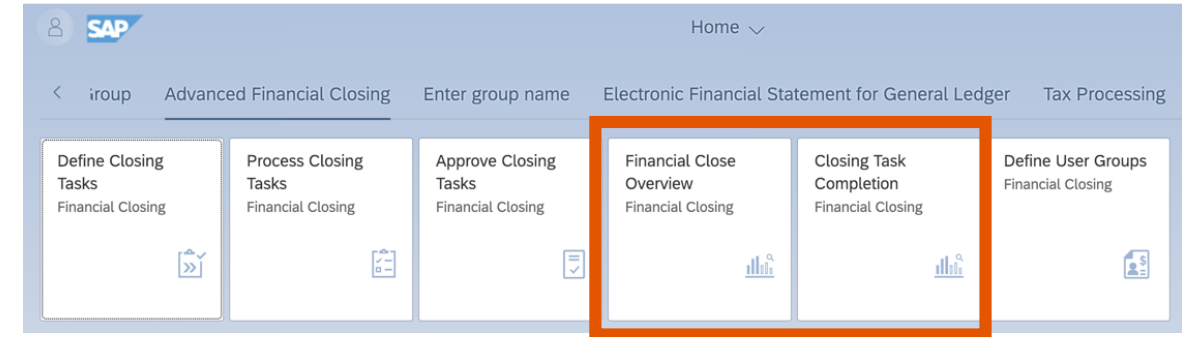 SAP
Home
iroup Advanced Financial Closing Enter group name Electronic Financial Statement for General Ledger Tax Processing
Define Closing
Tasks
Financial Closing
Process Closing
Tasks
Financial Closing
Approve Closing
Tasks
Financial Closing
Financial Close
Overview
Financial Closing
Closing Task
Completion
Financial Closing
Define User Groups
Financial Closing